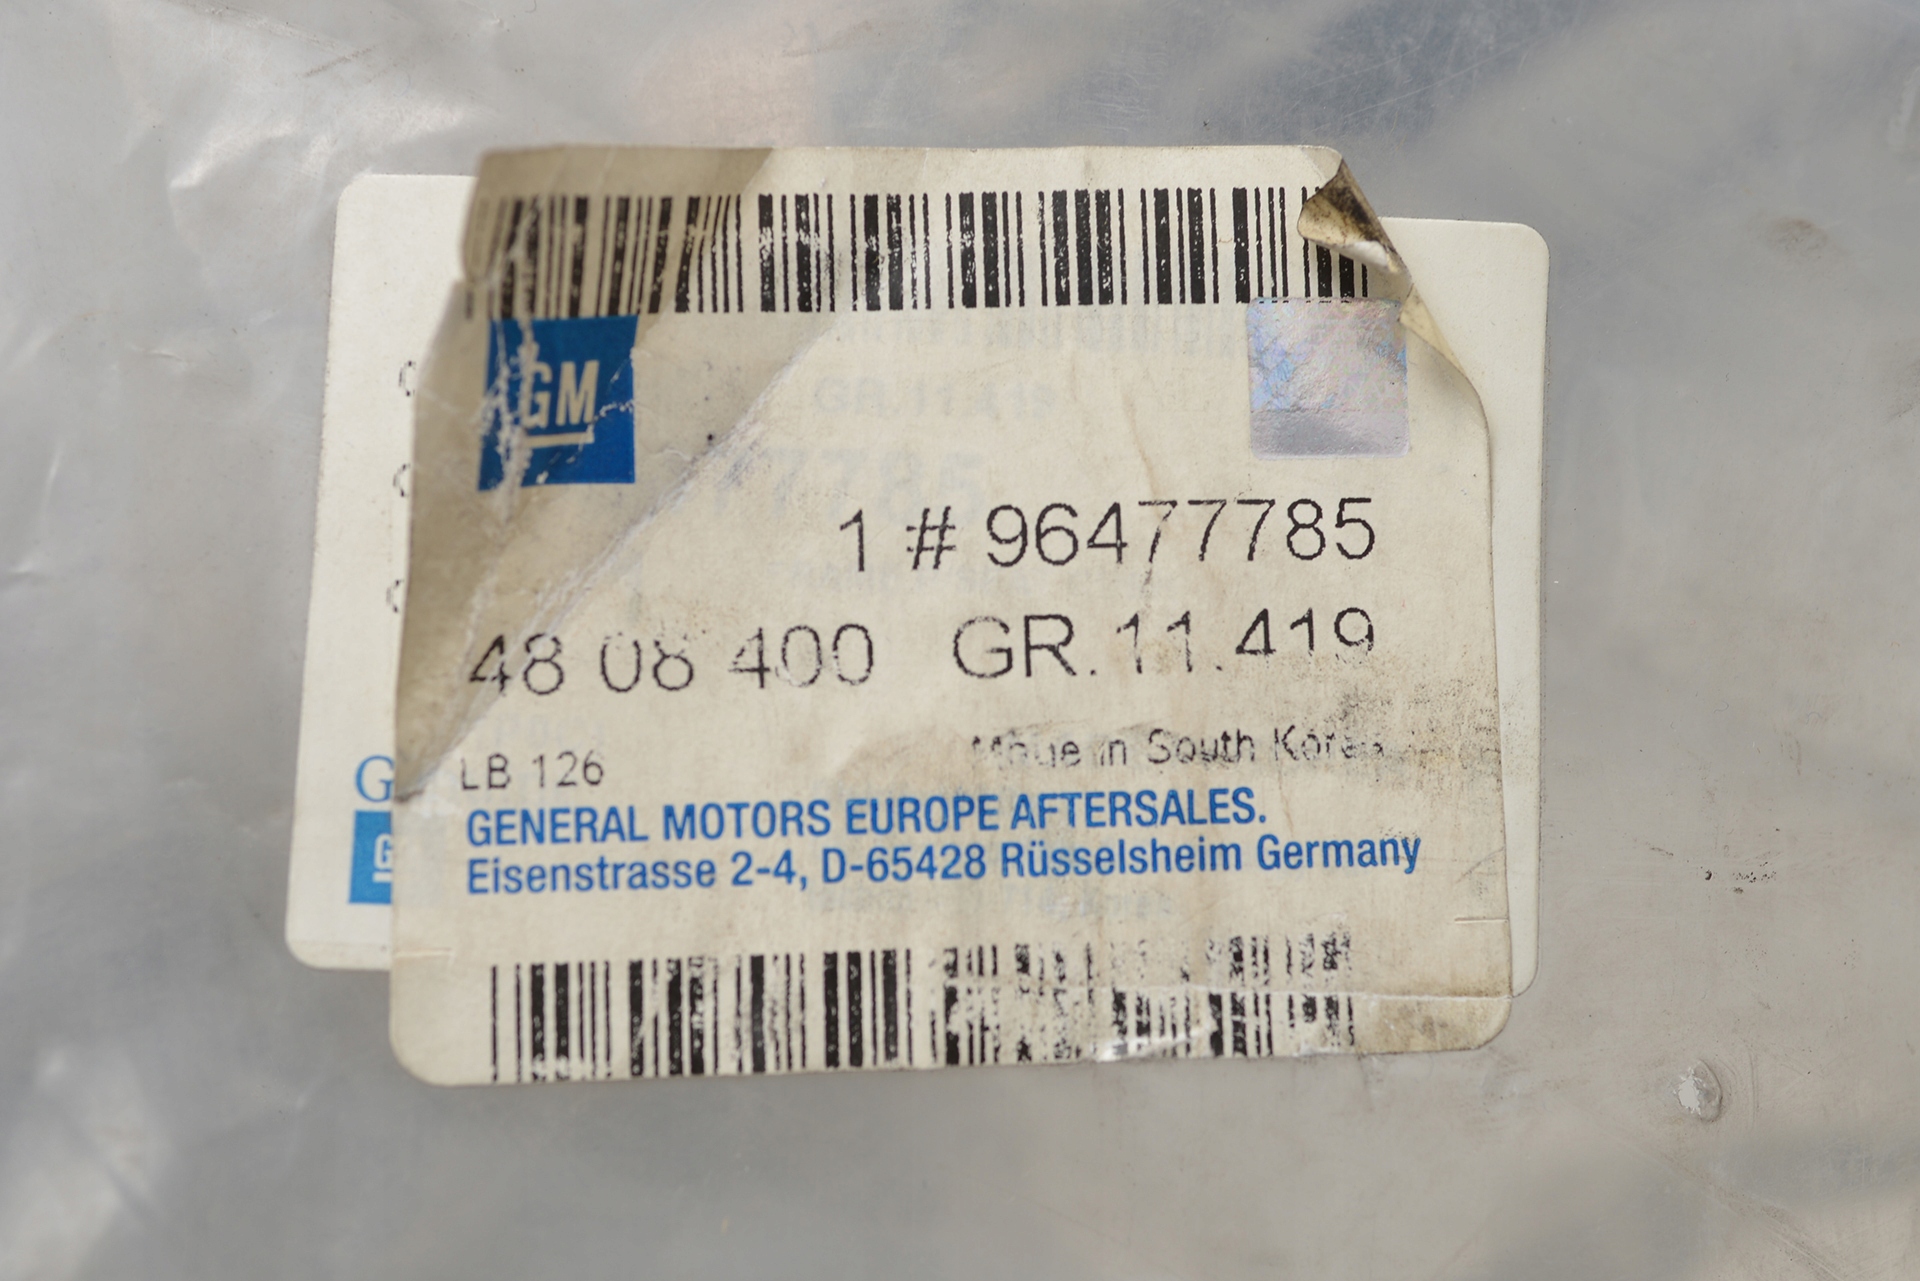 GM
1 # 96477785
48 08 400 GR. 11.419
LB 126 Made in South Korea
GENERAL MOTORS EUROPE AFTERSALES.
Eisenstrasse 2-4, D-65428 Rüsselsheim Germany